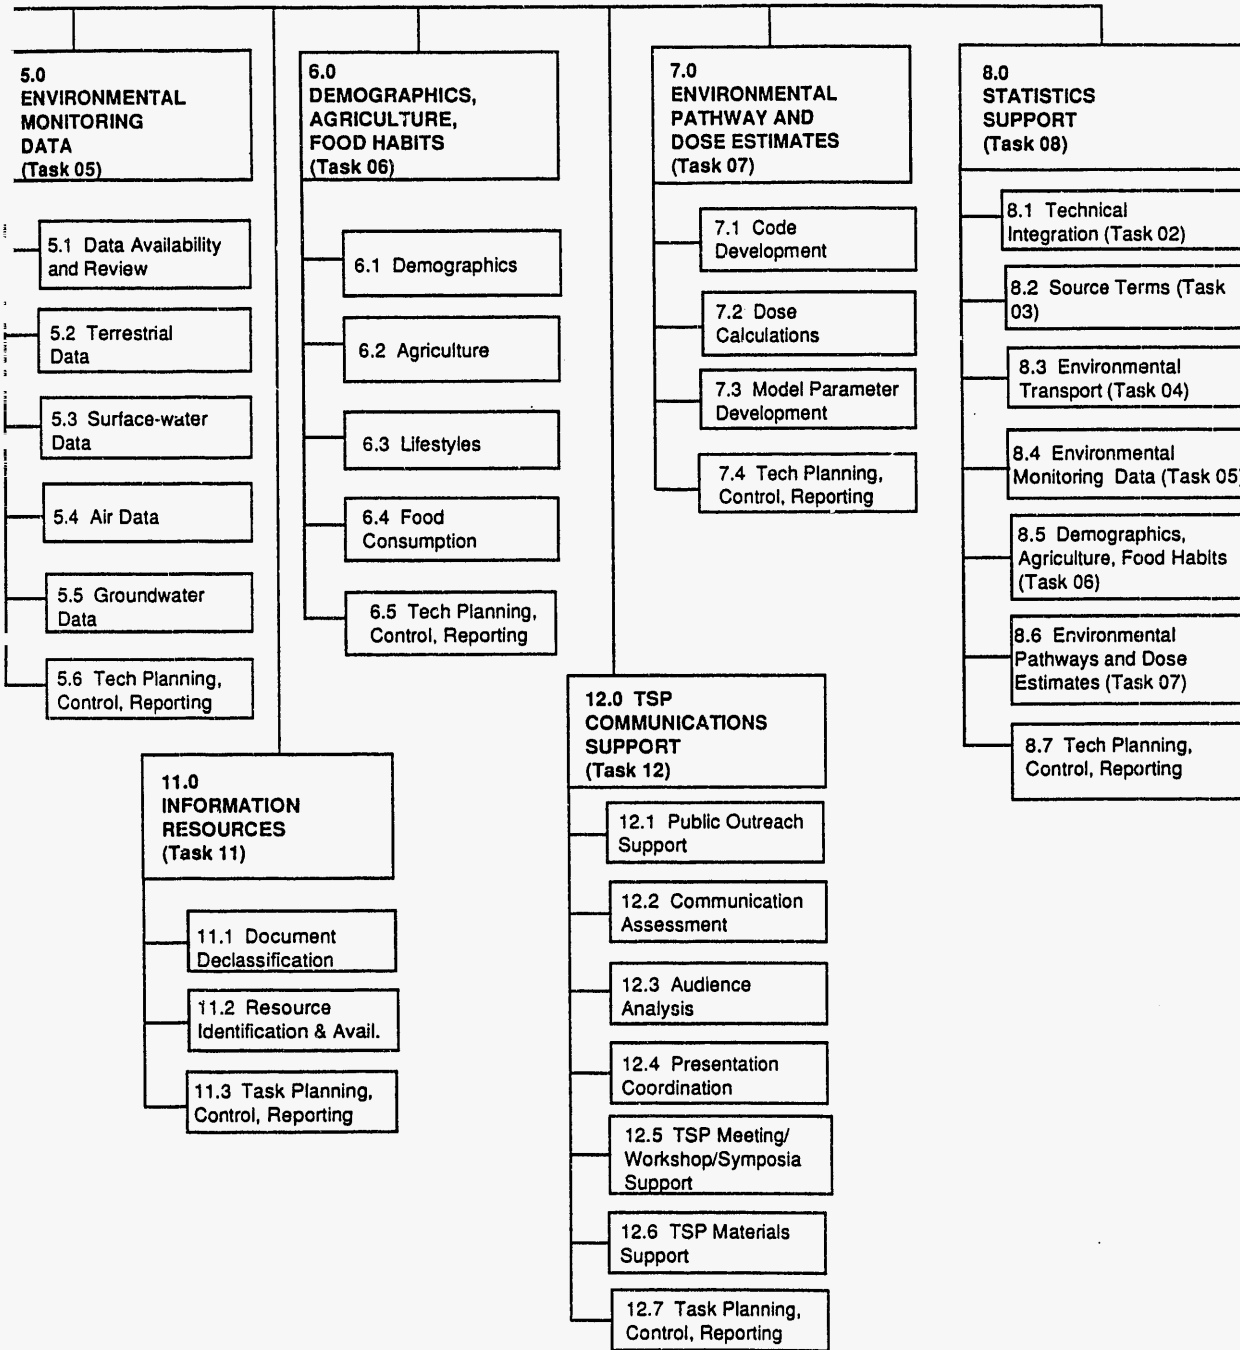 5.0
ENVIRONMENTAL
MONITORING
DATA
(Task 05)
5.1 Data Availability
and Review
5.2 Terrestrial
Data
5.3 Surface-water
Data
5.4 Air Data
5.5 Groundwater
Data
5.6 Tech Planning,
Control, Reporting
6.0
DEMOGRAPHICS,
AGRICULTURE,
FOOD HABITS
(Task 06)
6.1 Demographics
6.2 Agriculture
6.3 Lifestyles
6.4 Food
Consumption
6.5 Tech Planning,
Control, Reporting
7.0
ENVIRONMENTAL
PATHWAY AND
DOSE ESTIMATES
(Task 07)
7.1 Code
Development
7.2 Dose
Calculations
7.3 Model Parameter
Development
7.4 Tech Planning,
Control, Reporting
8.0
STATISTICS
SUPPORT
(Task 08)
8.1 Technical
Integration (Task 02)
8.2 Source Terms (Task
03)
8.3 Environmental
Transport (Task 04)
8.4 Environmental
Monitoring Data (Task 05)
8.5 Demographics,
Agriculture, Food Habits
(Task 06)
8.6 Environmental
Pathways and Dose
Estimates (Task 07)
8.7 Tech Planning,
Control, Reporting
11.0
INFORMATION
RESOURCES
(Task 11)
11.1 Document
Declassification
11.2 Resource
Identification & Avail.
11.3 Task Planning,
Control, Reporting
12.0 TSP
COMMUNICATIONS
SUPPORT
(Task 12)
12.1 Public Outreach
Support
12.2 Communication
Assessment
12.3 Audience
Analysis
12.4 Presentation
Coordination
12.5 TSP Meeting/
Workshop/Symposia
Support
12.6 TSP Materials
Support
12.7 Task Planning,
Control, Reporting